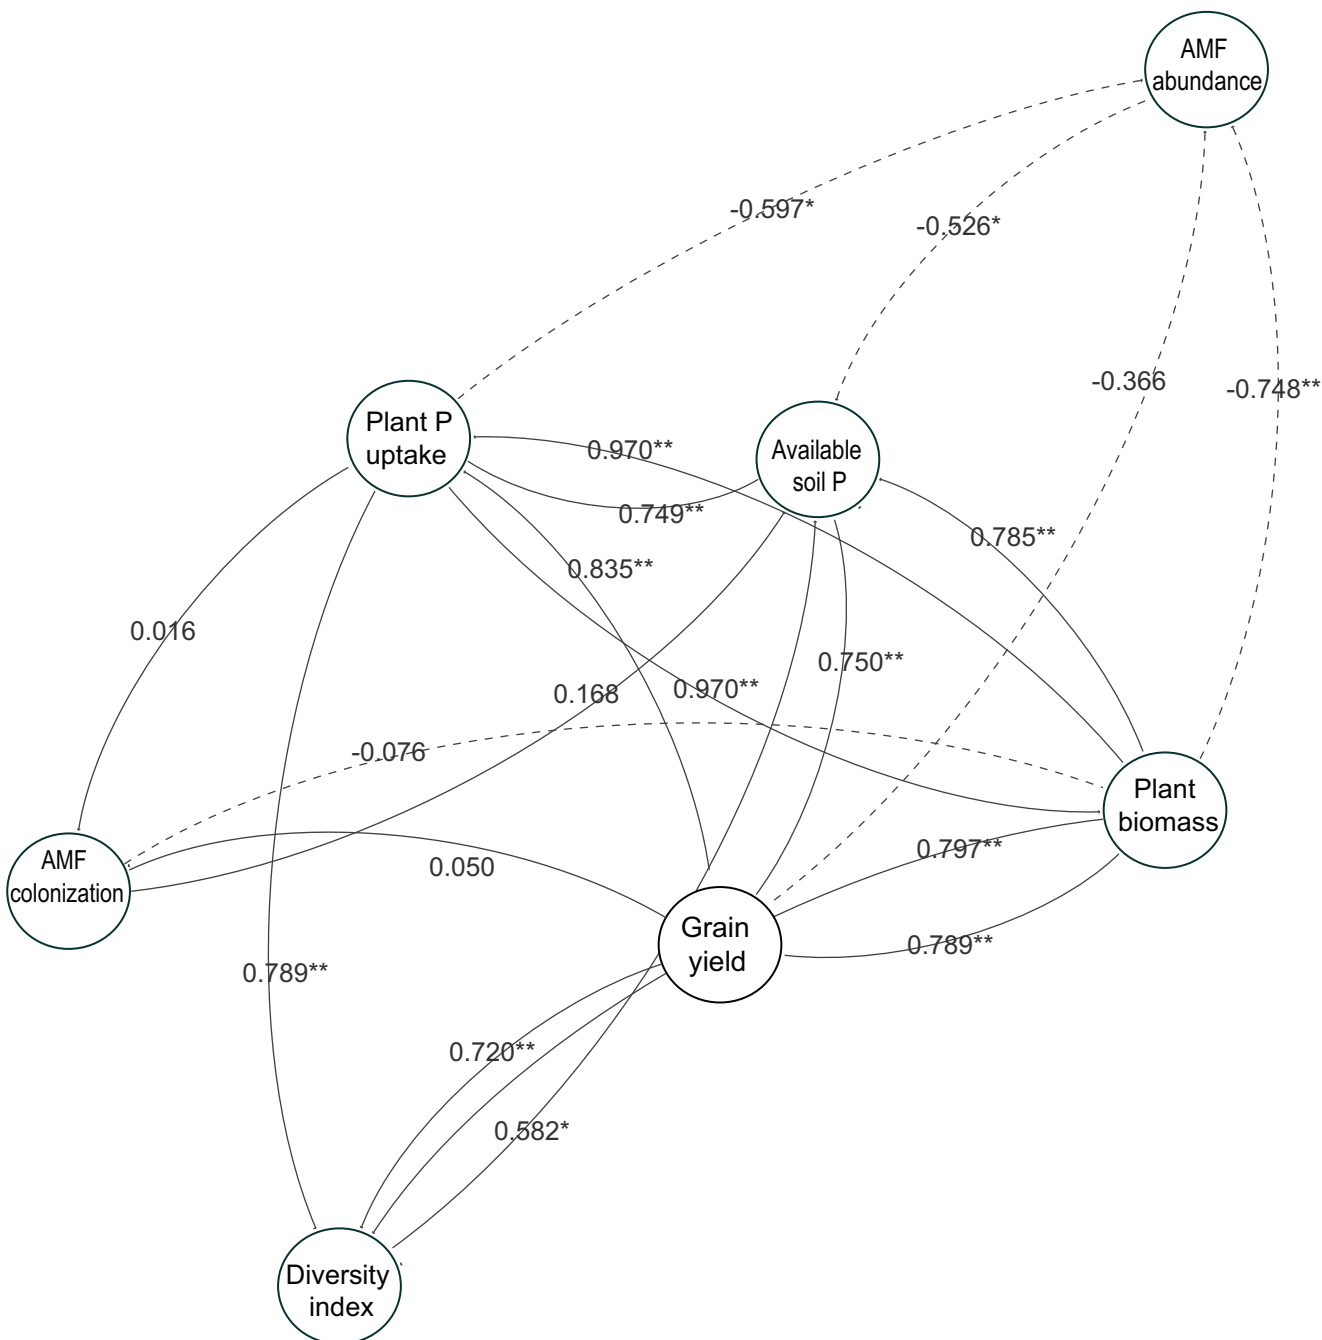 AMF
abundance
-0.597*
-0.526*
-0.366
-0.748**
Plant P
uptake
Available
soil P
0.970**
0.749**
0.785**
0.835**
0.016
0.750**
0.168
0.970**
-0.076
Plant
biomass
AMF
colonization
0.050
0.797**
Grain
yield
0.789**
0.789**
0.720**
0.582*
Diversity
index